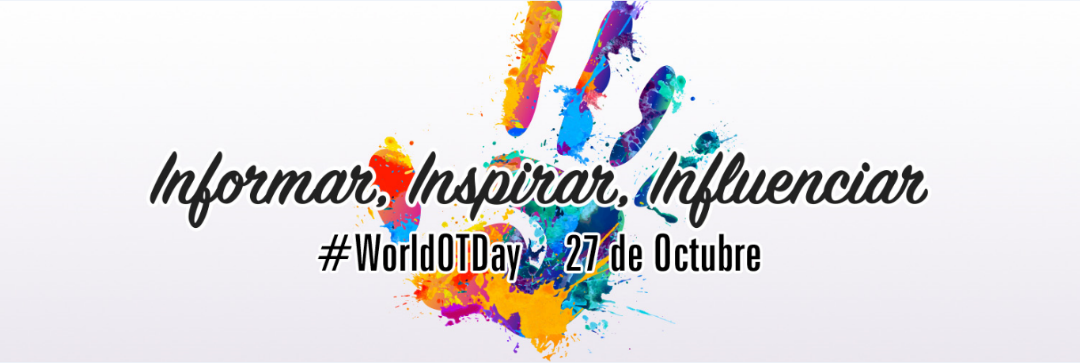 Informar, Inspirar, Influenciar
#WorldOTDay 27 de Octubre